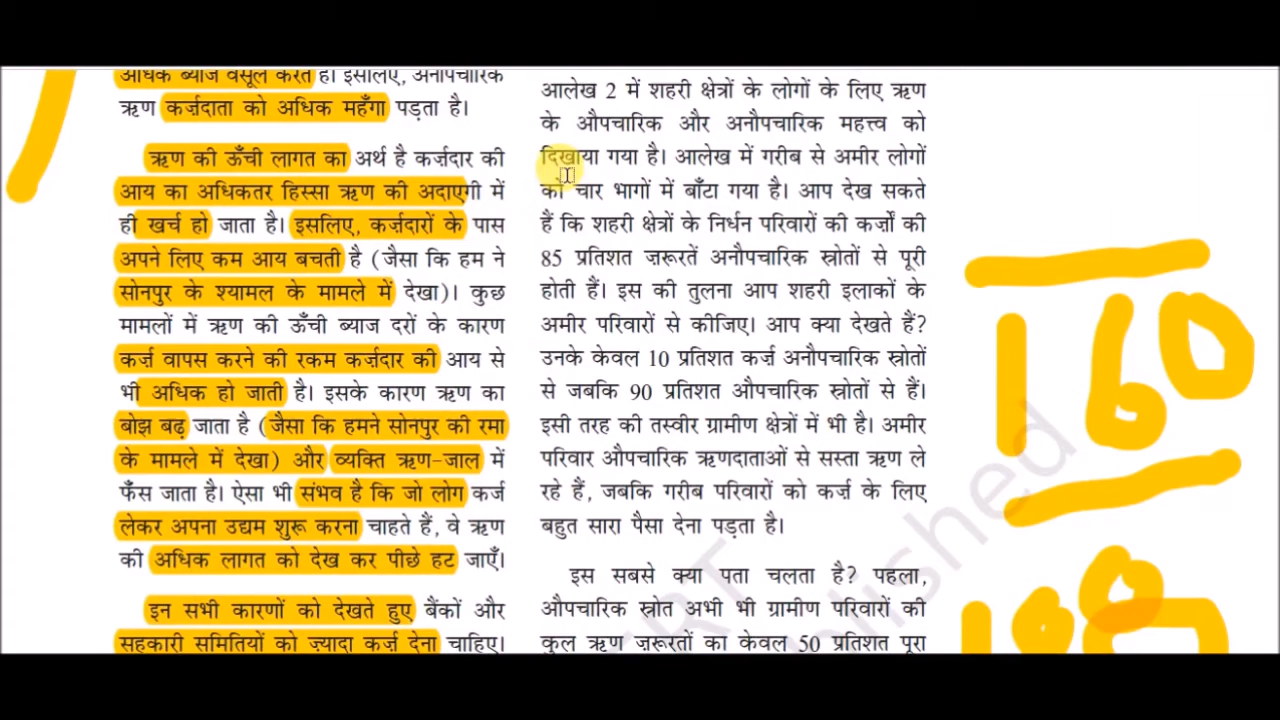 अधिक ब्याज वसूल करते हैं। इसलिए, अनौपचारिक
ऋण कर्ज़दाता को अधिक महँगा पड़ता है।
ऋण की ऊँची लागत का अर्थ है कर्ज़दार की
आय का अधिकतर हिस्सा ऋण की अदाएगी में
ही खर्च हो जाता है। इसलिए, कर्ज़दारों के पास
अपने लिए कम आय बचती है (जैसा कि हम ने
सोनपुर के श्यामल के मामले में देखा)। कुछ
मामलों में ऋण की ऊँची ब्याज दरों के कारण
कर्ज़ वापस करने की रकम कर्ज़दार की आय से
भी अधिक हो जाती है। इसके कारण ऋण का
बोझ बढ़ जाता है (जैसा कि हमने सोनपुर की रमा
के मामले में देखा) और व्यक्ति ऋण-जाल में
फँस जाता है। ऐसा भी संभव है कि जो लोग कर्ज
लेकर अपना उद्यम शुरू करना चाहते हैं, वे ऋण
की अधिक लागत को देख कर पीछे हट जाएँ।
इन सभी कारणों को देखते हुए बैंकों और
सहकारी समितियों को ज़्यादा कर्ज़ देना चाहिए।
आलेख 2 में शहरी क्षेत्रों के लोगों के लिए ऋण
के औपचारिक और अनौपचारिक महत्त्व को
दिखाया गया है। आलेख में गरीब से अमीर लोगों
को चार भागों में बाँटा गया है। आप देख सकते
हैं कि शहरी क्षेत्रों के निर्धन परिवारों की कर्जों की
85 प्रतिशत जरूरतें अनौपचारिक स्रोतों से पूरी
होती हैं। इस की तुलना आप शहरी इलाकों के
अमीर परिवारों से कीजिए। आप क्या देखते हैं?
उनके केवल 10 प्रतिशत कर्ज़ अनौपचारिक स्रोतों
से जबकि 90 प्रतिशत औपचारिक स्रोतों से हैं।
इसी तरह की तस्वीर ग्रामीण क्षेत्रों में भी है। अमीर
परिवार औपचारिक ऋणदाताओं से सस्ता ऋण ले
रहे हैं, जबकि गरीब परिवारों को कर्ज़ के लिए
बहुत सारा पैसा देना पड़ता है।
इस सबसे क्या पता चलता है? पहला,
औपचारिक स्रोत अभी भी ग्रामीण परिवारों की
कुल ऋण ज़रूरतों का केवल 50 प्रतिशत पूरा
160